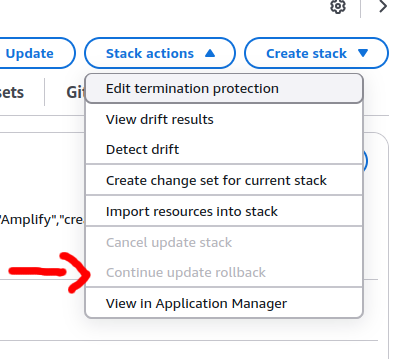 Update
Stack actions
Create stack
sets
Git
Edit termination protection
View drift results
Detect drift
Create change set for current stack
Import resources into stack
"Amplify","cre
Cancel update stack
Continue update rollback
View in Application Manager